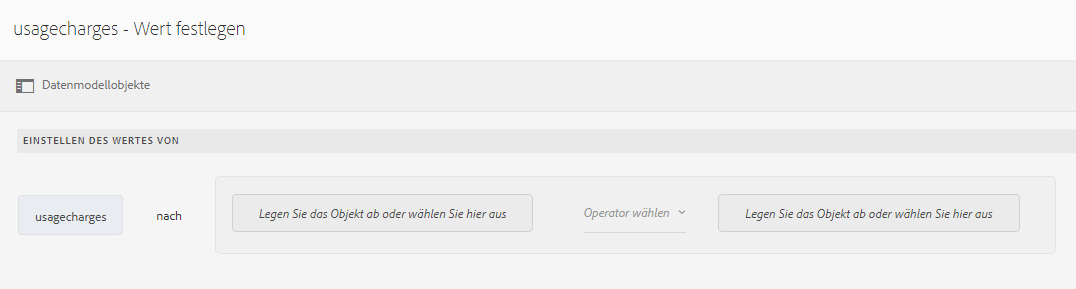 usagecharges - Wert festlegen
Datenmodellobjekte
EINSTELLEN DES WERTES VON
usagecharges nach Legen Sie das Objekt ab oder wählen Sie hier aus Operator wählen Legen Sie das Objekt ab oder wählen Sie hier aus